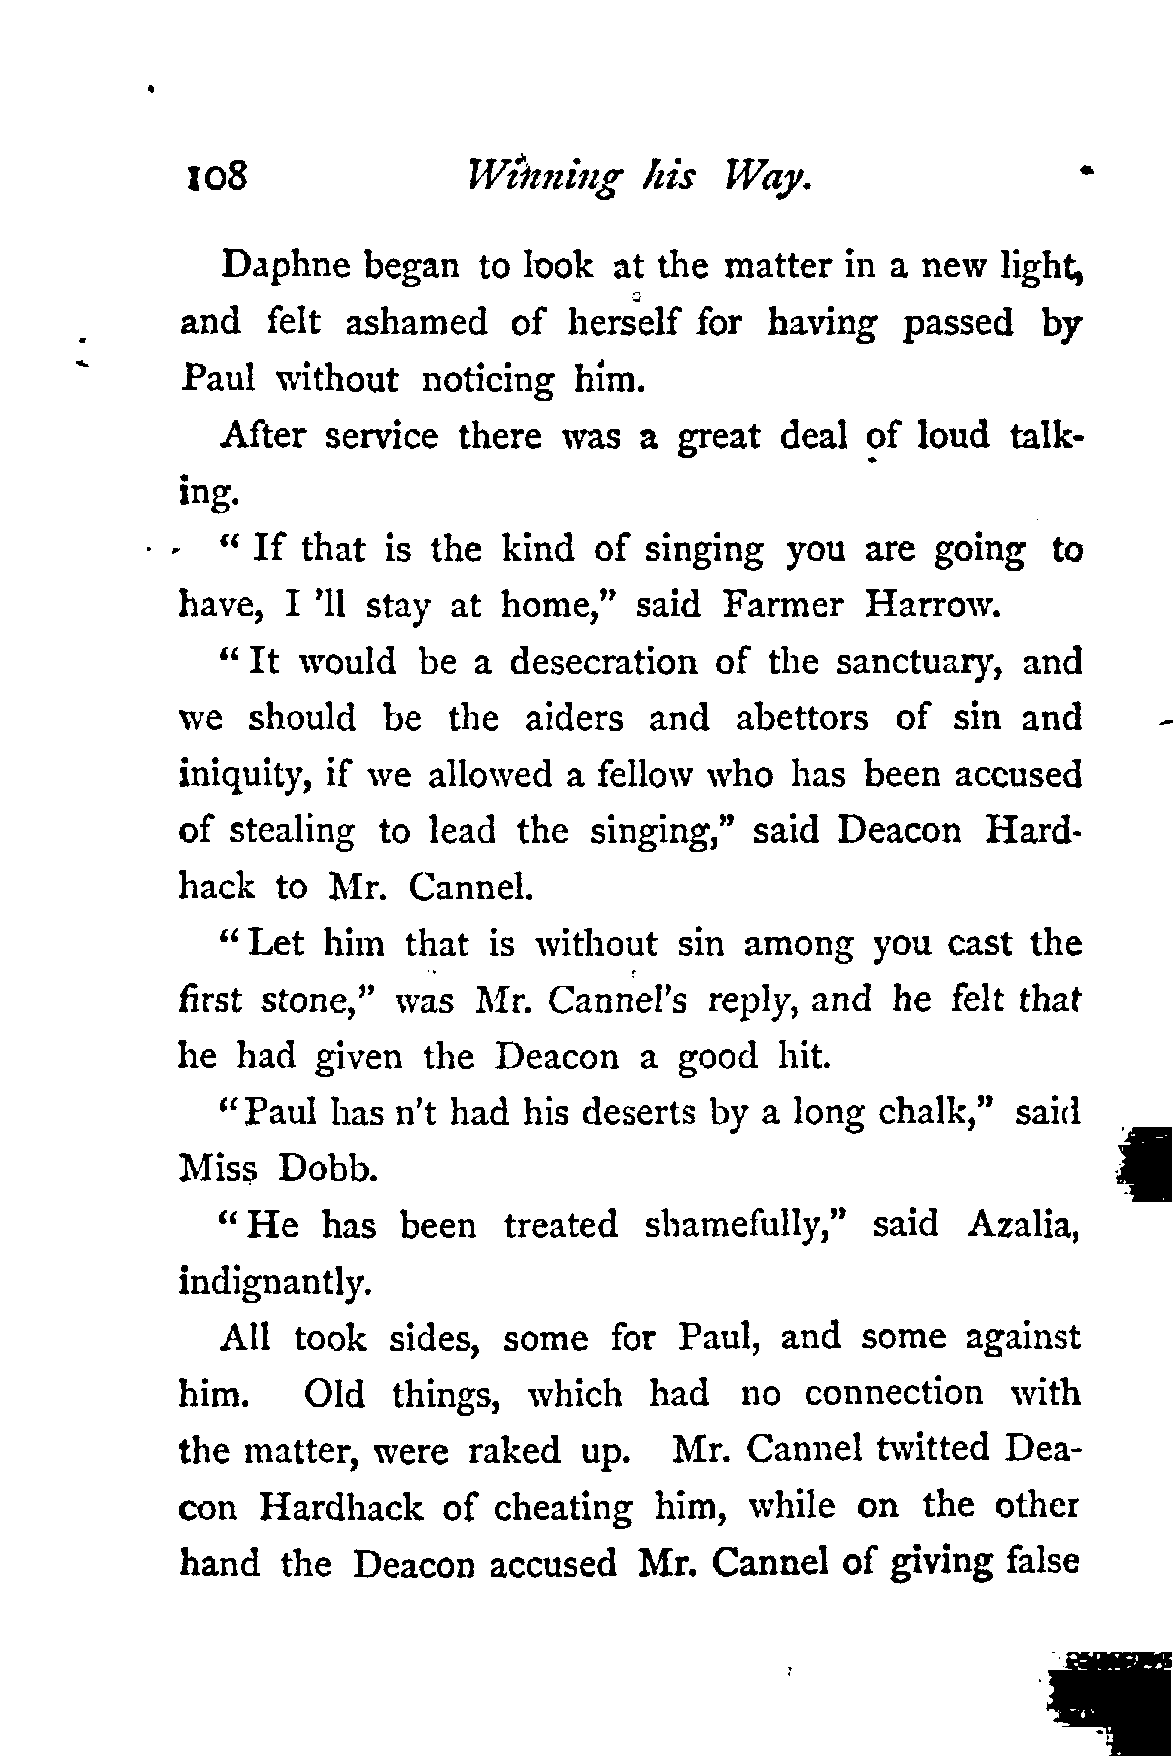 108 Winning his Way.
Daphne began to look at the matter in a new light,
and felt ashamed of herself for having passed by
Paul without noticing him.
After service there was a great deal of loud talk-
ing.
" If that is the kind of singing you are going to
have, I 'll stay at home," said Farmer Harrow.
" It would be a desecration of the sanctuary, and
we should be the aiders and abettors of sin and
iniquity, if we allowed a fellow who has been accused
of stealing to lead the singing," said Deacon Hard-
hack to Mr. Cannel.
" Let him that is without sin among you cast the
first stone," was Mr. Cannel's reply, and he felt that
he had given the Deacon a good hit.
" Paul has n't had his deserts by a long chalk," said
Miss Dobb.
" He has been treated shamefully," said Azalia,
indignantly.
All took sides, some for Paul, and some against
him. Old things, which had no connection with
the matter, were raked up. Mr. Cannel twitted Dea-
con Hardhack of cheating him, while on the other
hand the Deacon accused Mr. Cannel of giving false